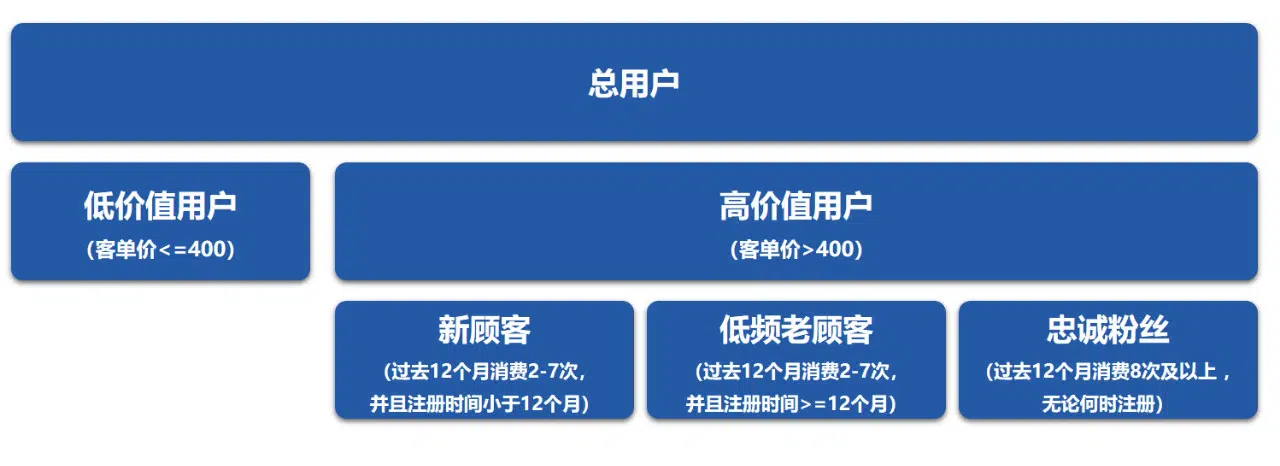 总用户
低价值用户
（客单价<=400）
高价值用户
（客单价>400）
新顾客
（过去12个月消费2-7次，
并且注册时间小于12个月）
低频老顾客
（过去12个月消费2-7次，
并且注册时间>=12个月）
忠诚粉丝
（过去12个月消费8次及以上 ，
无论何时注册）